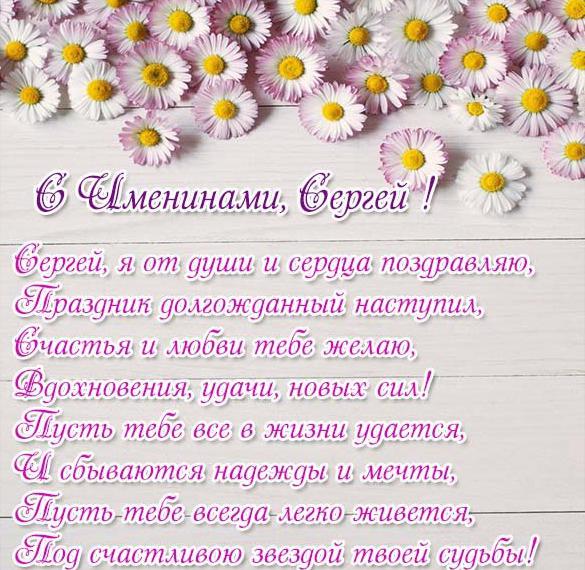 С Именинами, Сергей !
Сергей, я от души и сердца поздравляю,
Праздник долгожданный наступил,
Счастья и любви тебе желаю,
Вдохновения, удачи, новых сил!
Пусть тебе все в жизни удается,
И сбываются надежды и мечты,
Пусть тебе всегда легко живется,
Под счастливою звездой твоей судьбы!